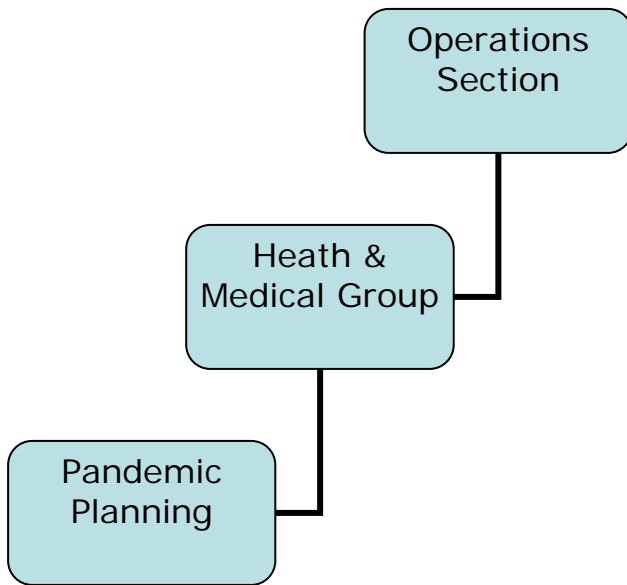 Operations
Section
Heath &
Medical Group
Pandemic
Planning